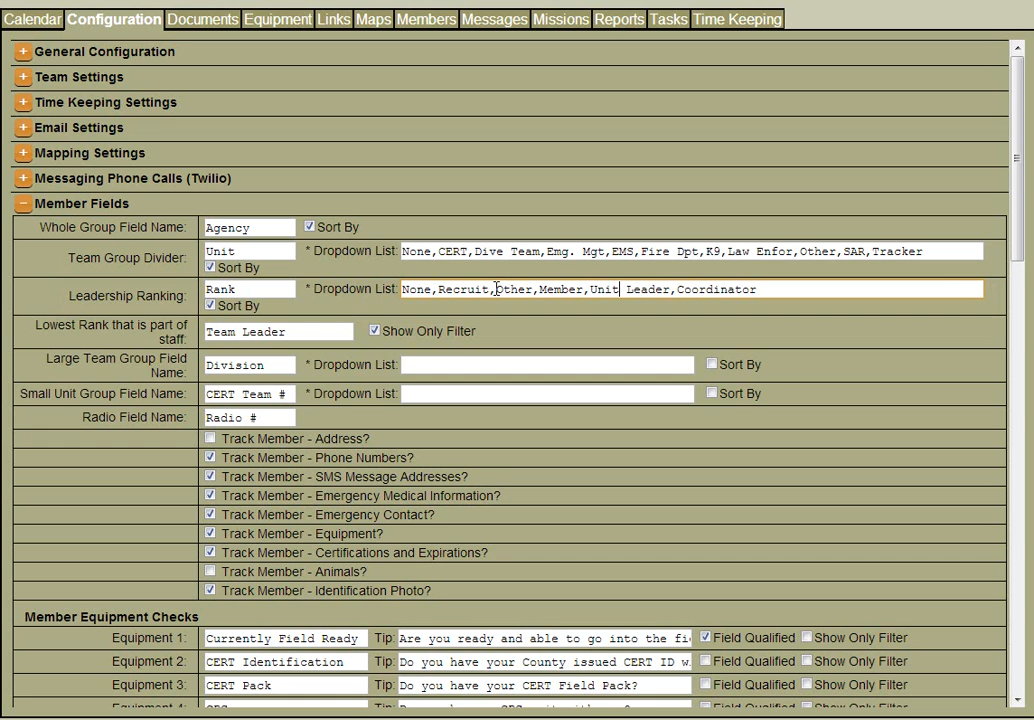 Calendar Configuration Documents Equipment Links Maps Members Messages Missions Reports Tasks Time Keeping
+ General Configuration
+ Team Settings
+ Time Keeping Settings
+ Email Settings
+ Mapping Settings
+ Messaging Phone Calls (Twilio)
− Member Fields
Whole Group Field Name: Agency Sort By
Team Group Divider: Unit * Dropdown List: None,CERT,Dive Team,Emg. Mgt,EMS,Fire Dpt,K9,Law Enfor,Other,SAR,Tracker
Sort By
Leadership Ranking: Rank * Dropdown List: None,Recruit,Other,Member,Unit Leader,Coordinator
Sort By
Lowest Rank that is part of
staff: Team Leader Show Only Filter
Large Team Group Field
Name: Division * Dropdown List: Sort By
Small Unit Group Field Name: CERT Team # * Dropdown List: Sort By
Radio Field Name: Radio #
Track Member - Address?
Track Member - Phone Numbers?
Track Member - SMS Message Addresses?
Track Member - Emergency Medical Information?
Track Member - Emergency Contact?
Track Member - Equipment?
Track Member - Certifications and Expirations?
Track Member - Animals?
Track Member - Identification Photo?
Member Equipment Checks
Equipment 1: Currently Field Ready Tip: Are you ready and able to go into the fi Field Qualified Show Only Filter
Equipment 2: CERT Identification Tip: Do you have your County issued CERT ID w Field Qualified Show Only Filter
Equipment 3: CERT Pack Tip: Do you have your CERT Field Pack? Field Qualified Show Only Filter